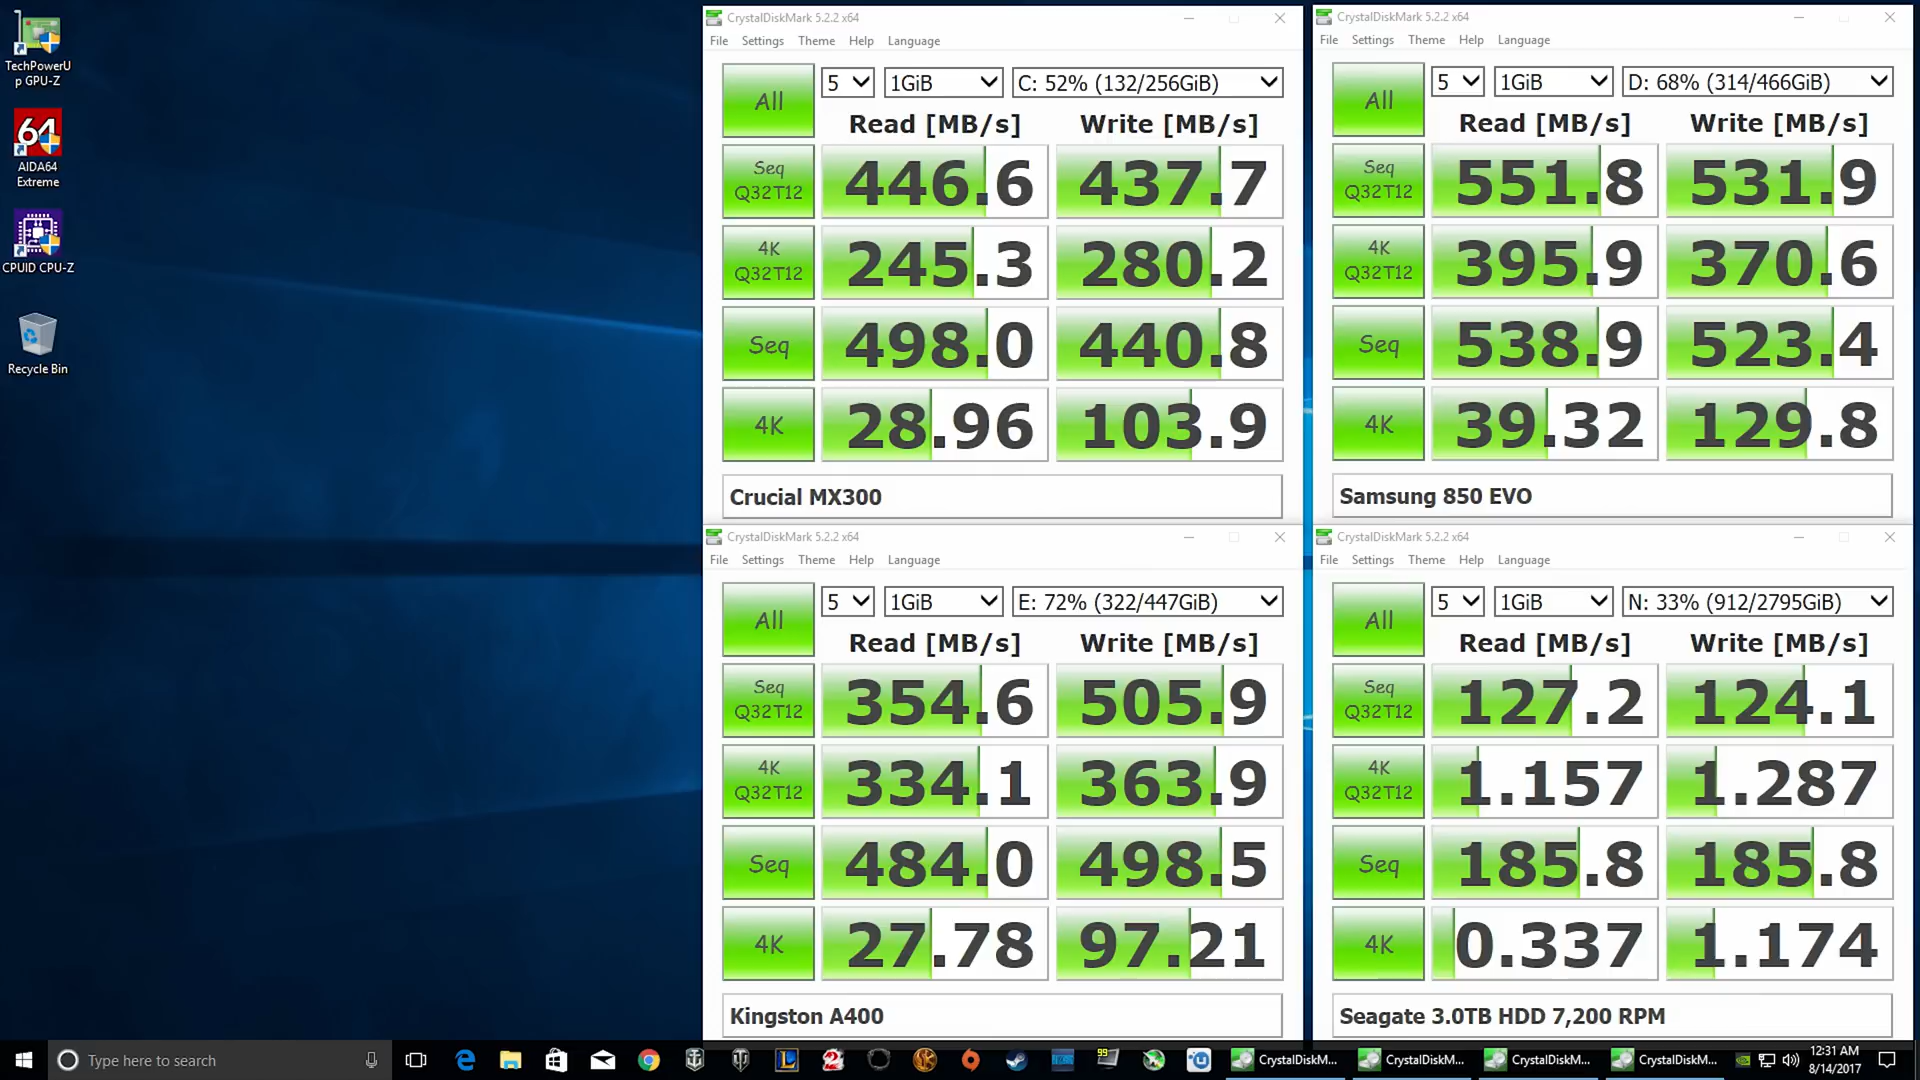 TechPowerU
p GPU-Z
64
AIDA64
Extreme
CPUID CPU-Z
Recycle Bin
CrystalDiskMark 5.2.2 x64
File Settings Theme Help Language
All 5 1GiB C: 52% (132/256GiB)
Read [MB/s] Write [MB/s]
Seq
Q32T12 446.6 437.7
4K
Q32T12 245.3 280.2
Seq 498.0 440.8
4K 28.96 103.9
Crucial MX300
CrystalDiskMark 5.2.2 x64
File Settings Theme Help Language
All 5 1GiB D: 68% (314/466GiB)
Read [MB/s] Write [MB/s]
Seq
Q32T12 551.8 531.9
4K
Q32T12 395.9 370.6
Seq 538.9 523.4
4K 39.32 129.8
Samsung 850 EVO
CrystalDiskMark 5.2.2 x64
File Settings Theme Help Language
All 5 1GiB E: 72% (322/447GiB)
Read [MB/s] Write [MB/s]
Seq
Q32T12 354.6 505.9
4K
Q32T12 334.1 363.9
Seq 484.0 498.5
4K 27.78 97.21
Kingston A400
CrystalDiskMark 5.2.2 x64
File Settings Theme Help Language
All 5 1GiB N: 33% (912/2795GiB)
Read [MB/s] Write [MB/s]
Seq
Q32T12 127.2 124.1
4K
Q32T12 1.157 1.287
Seq 185.8 185.8
4K 0.337 1.174
Seagate 3.0TB HDD 7,200 RPM
Type here to search
99
CrystalDiskM... CrystalDiskM... CrystalDiskM... CrystalDiskM...
12:31 AM
8/14/2017